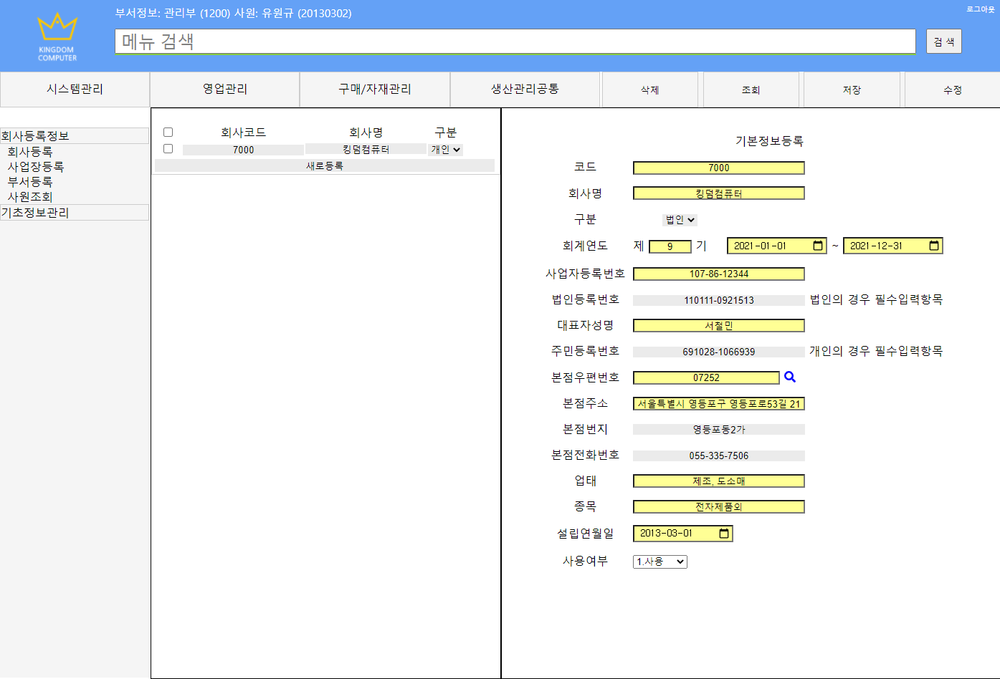 부서정보: 관리부 (1200) 사원: 유원규 (20130302)
로그아웃
메뉴 검색
검 색
KINGDOM
COMPUTER
시스템관리 영업관리 구매/자재관리 생산관리공통 삭제 조회 저장 수정
회사등록정보
회사등록
사업장등록
부서등록
사원조회
기초정보관리
회사코드 회사명 구분
7000 킹덤컴퓨터 개인
새로등록
기본정보등록
코드 7000
회사명 킹덤컴퓨터
구분 법인
회계연도 제 9 기 2021-01-01 ~ 2021-12-31
사업자등록번호 107-86-12344
법인등록번호 110111-0921513 법인의 경우 필수입력항목
대표자성명 서철민
주민등록번호 691028-1066939 개인의 경우 필수입력항목
본점우편번호 07252
본점주소 서울특별시 영등포구 영등포로53길 21
본점번지 영등포동2가
본점전화번호 055-335-7506
업태 제조, 도소매
종목 전자제품외
설립연월일 2013-03-01
사용여부 1.사용